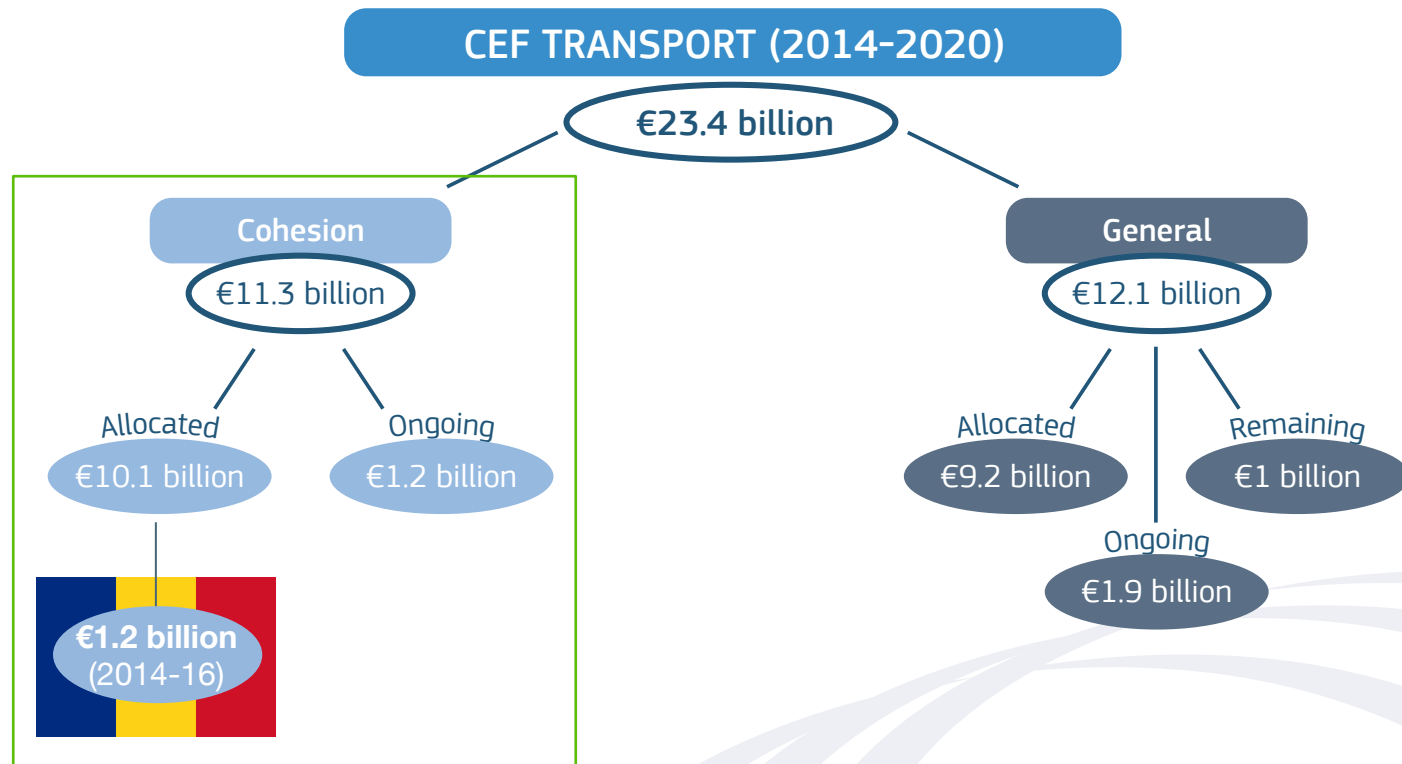 CEF TRANSPORT (2014-2020)
€23.4 billion
Cohesion
€11.3 billion
General
€12.1 billion
Allocated
€10.1 billion
Ongoing
€1.2 billion
Allocated
€9.2 billion
Remaining
€1 billion
Ongoing
€1.9 billion
€1.2 billion
(2014-16)